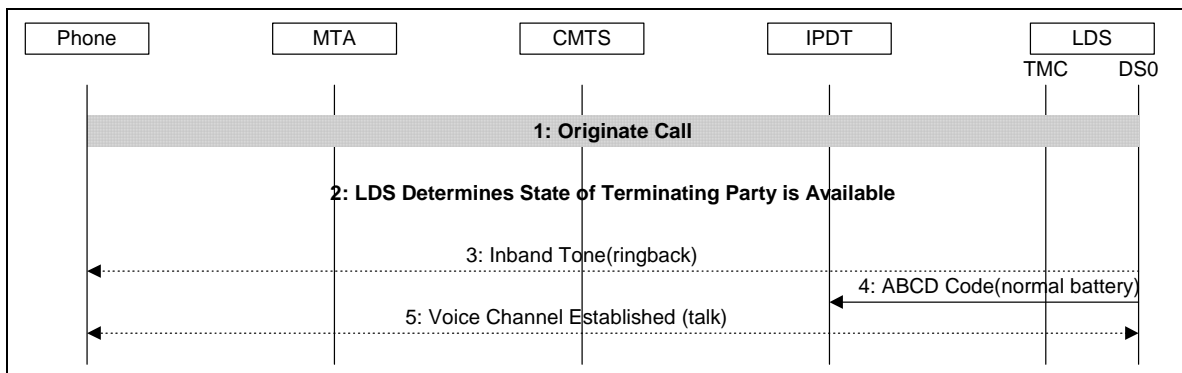 Phone MTA CMTS IPDT LDS
TMC DS0
1: Originate Call
2: LDS Determines State of Terminating Party is Available
3: Inband Tone(ringback)
4: ABCD Code(normal battery)
5: Voice Channel Established (talk)